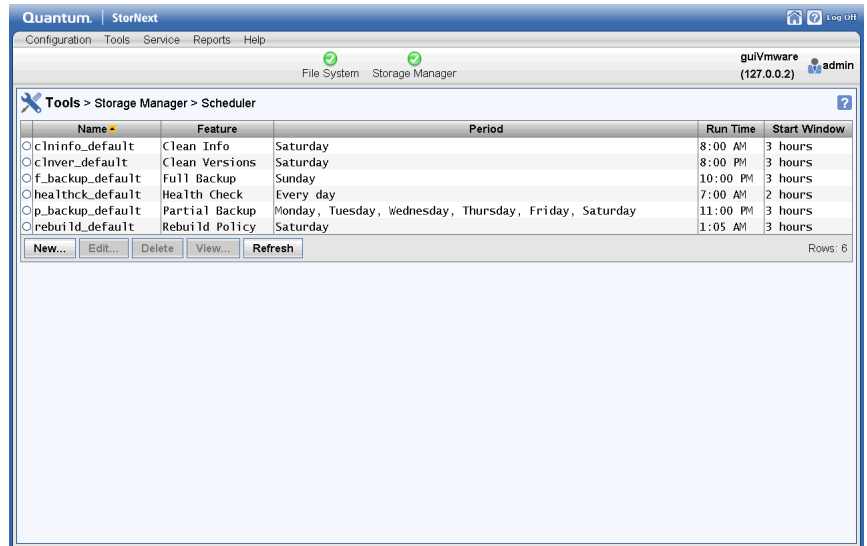 Quantum. StorNext Log Off
Configuration Tools Service Reports Help
File System Storage Manager
guiVmware
(127.0.0.2)
admin
Tools > Storage Manager > Scheduler ?
Name Feature Period Run Time Start Window
clninfo_default Clean Info Saturday 8:00 AM 3 hours
clnver_default Clean Versions Saturday 8:00 PM 3 hours
f_backup_default Full Backup Sunday 10:00 PM 3 hours
healthck_default Health Check Every day 7:00 AM 2 hours
p_backup_default Partial Backup Monday, Tuesday, Wednesday, Thursday, Friday, Saturday 11:00 PM 3 hours
rebuild_default Rebuild Policy Saturday 1:05 AM 3 hours
New... Edit... Delete View... Refresh Rows: 6